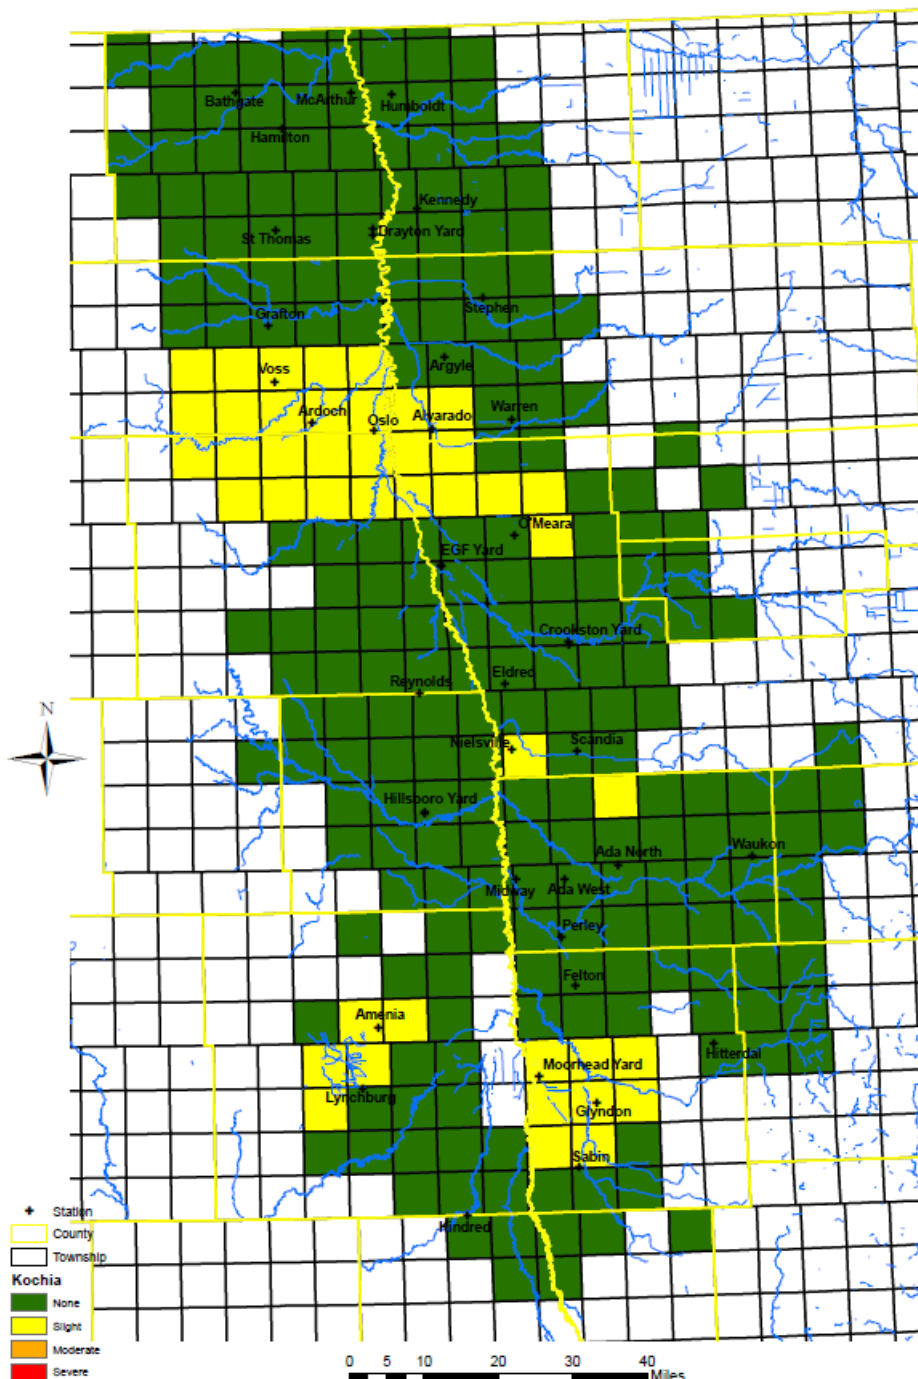 Bathgate
McArthur
Humboldt
Hamilton
Kennedy
St Thomas
Drayton Yard
Stephen
Grafton
Argyle
Voss
Ardoch
Oslo
Alvarado
Warren
O'Meara
EGF Yard
Crookston Yard
Eldred
Reynolds
N
Nielsville
Scandia
Hillsboro Yard
Ada North
Waukon
Midway
Ada West
Perley
Felton
Amenia
Hitterdal
Moorhead Yard
Lynchburg
Glyndon
Sabin
Kindred
Station
County
Township
Kochia
None
Slight
Moderate
Severe
0 5 10 20 30 40
Miles